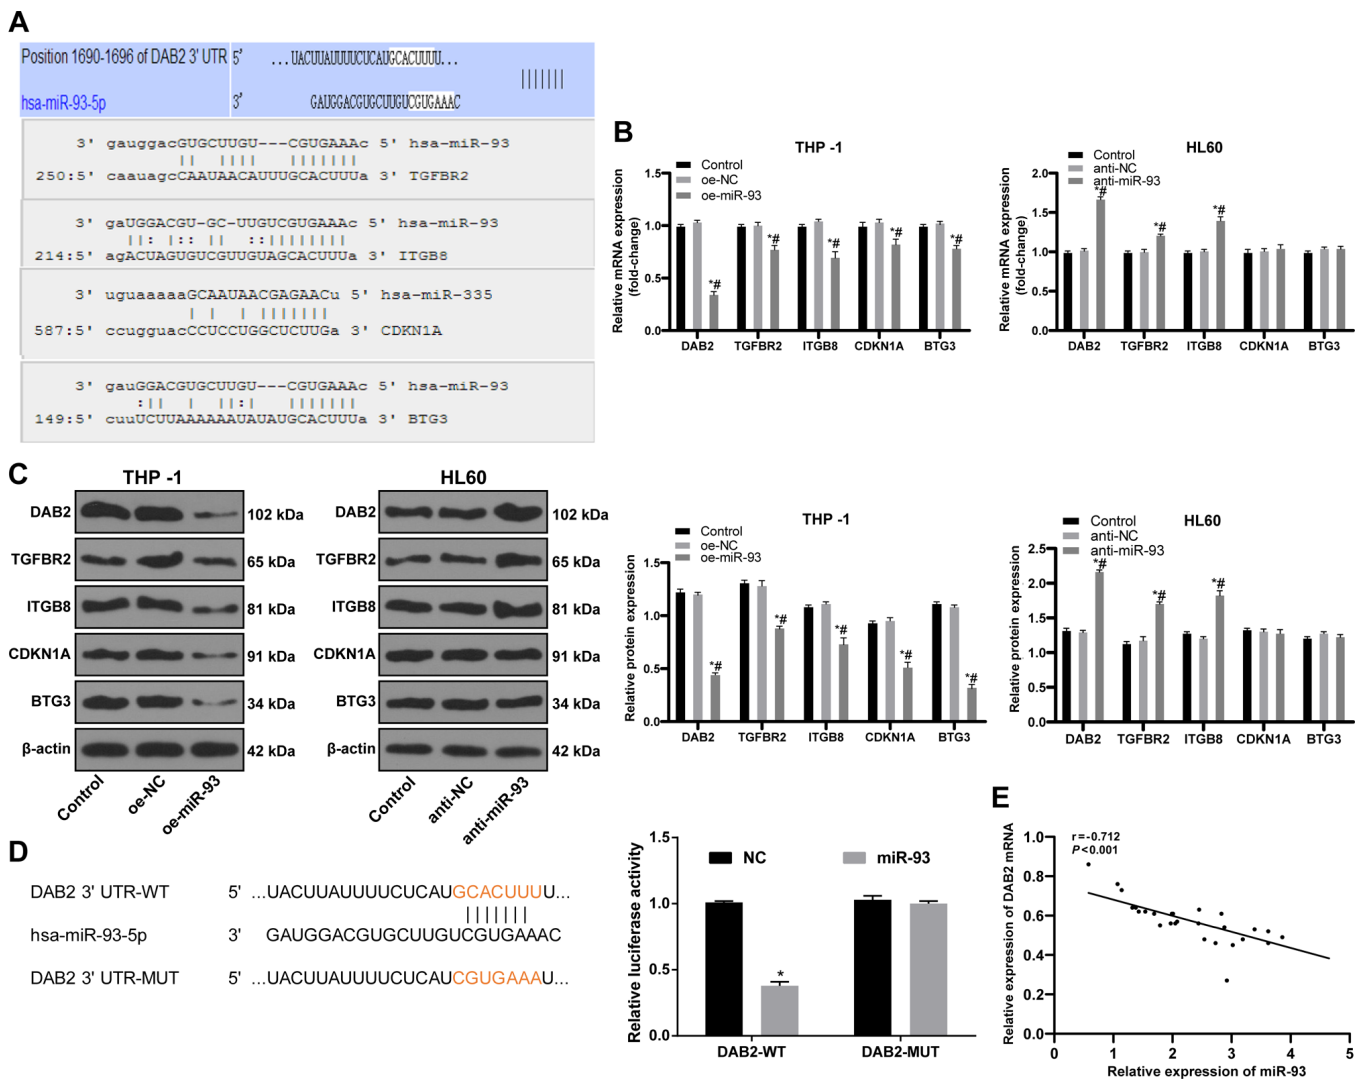 A
Position 1690-1696 of DAB2 3' UTR 5' ...UACUUAUUUUCUCAUGCACUUUU...
|||||||
hsa-miR-93-5p 3' GAUGGACGUGCUUGUCGUGAAAC
3' gauggacGUGCUUGU---CGUGAAAc 5' hsa-miR-93
|| |||| |||||||
250:5' caauagcCAAUAACAUUUGCACUUUa 3' TGFBR2
3' gaUGGACGU-GC-UUGUCGUGAAAc 5' hsa-miR-93
||: |:: || ::||||||||
214:5' agACUAGUGUCGUUGUAGCACUUUa 3' ITGB8
3' uguaaaaaGCAAUAACGAGAACu 5' hsa-miR-335
| | | |||||||
587:5' ccugguacCCUCCUGGCUCUUGa 3' CDKN1A
3' gauGGACGUGCUUGU---CGUGAAAc 5' hsa-miR-93
:|| | ||:| |||||||
149:5' cuuUCUUAAAAAAUAUAUGCACUUUa 3' BTG3
B
THP -1
Control
oe-NC
oe-miR-93
Relative mRNA expression
(fold-change)
1.5
1.0
0.5
0.0
*#
*#
*#
*#
*#
DAB2 TGFBR2 ITGB8 CDKN1A BTG3
HL60
Control
anti-NC
anti-miR-93
Relative mRNA expression
(fold-change)
2.0
1.5
1.0
0.5
0.0
*#
*#
*#
DAB2 TGFBR2 ITGB8 CDKN1A BTG3
C
THP -1
DAB2 102 kDa
TGFBR2 65 kDa
ITGB8 81 kDa
CDKN1A 91 kDa
BTG3 34 kDa
β-actin 42 kDa
Control oe-NC oe-miR-93
HL60
DAB2 102 kDa
TGFBR2 65 kDa
ITGB8 81 kDa
CDKN1A 91 kDa
BTG3 34 kDa
β-actin 42 kDa
Control anti-NC anti-miR-93
THP -1
Control
oe-NC
oe-miR-93
Relative protein expression
1.5
1.0
0.5
0.0
*#
*#
*#
*#
*#
DAB2 TGFBR2 ITGB8 CDKN1A BTG3
HL60
Control
anti-NC
anti-miR-93
Relative protein expression
2.5
2.0
1.5
1.0
0.5
0.0
*#
*#
*#
DAB2 TGFBR2 ITGB8 CDKN1A BTG3
D
DAB2 3' UTR-WT 5' ...UACUUAUUUUCUCAUGCACUUUU...
|||||||
hsa-miR-93-5p 3' GAUGGACGUGCUUGUCGUGAAAC
DAB2 3' UTR-MUT 5' ...UACUUAUUUUCUCAUCGUGAAAU...
NC miR-93
Relative luciferase activity
1.5
1.0
0.5
0.0
*
DAB2-WT DAB2-MUT
E
r=-0.712
P<0.001
Relative expression of DAB2 mRNA
1.0
0.8
0.6
0.4
0.2
0.0
0 1 2 3 4 5
Relative expression of miR-93